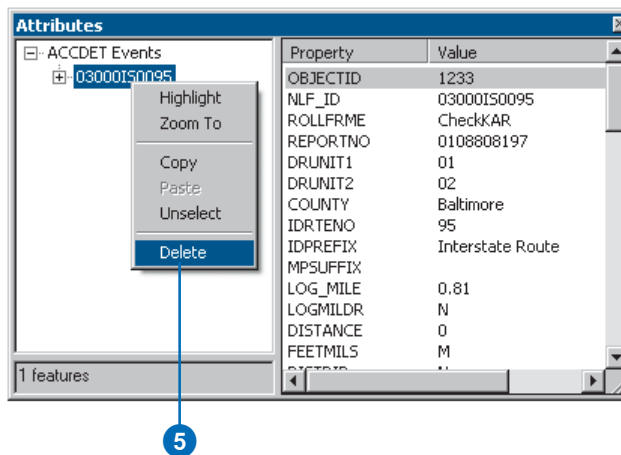 Attributes
ACCDET Events
03000IS0095
Highlight
Zoom To
Copy
Paste
Unselect
Delete
1 features
Property Value
OBJECTID 1233
NLF_ID 03000IS0095
ROLLFRME CheckKAR
REPORTNO 0108808197
DRUNIT1 01
DRUNIT2 02
COUNTY Baltimore
IDRTENO 95
IDPREFIX Interstate Route
MPSUFFIX
LOG_MILE 0.81
LOGMILDR N
DISTANCE 0
FEETMILS M
5